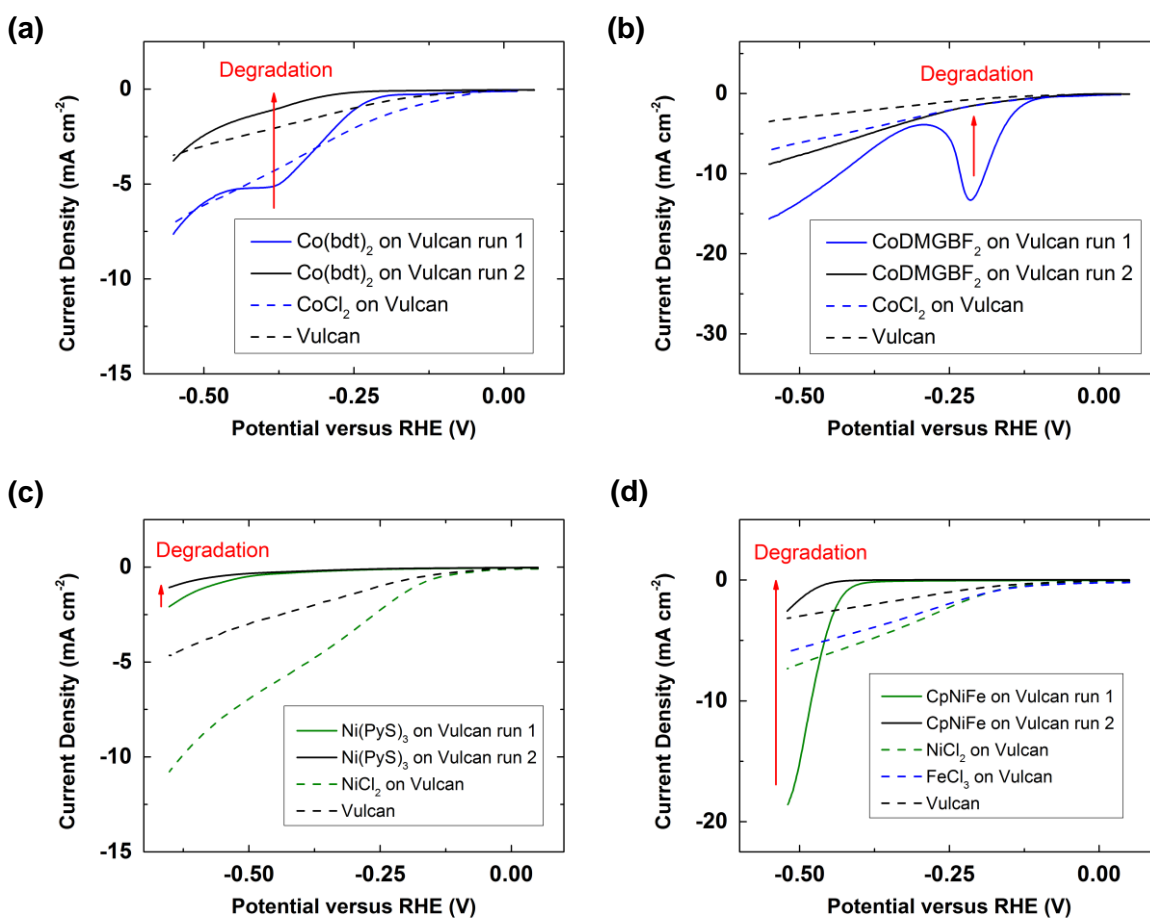 (a)
Degradation
Current Density (mA cm⁻²)
0
-5
-10
-15
Co(bdt)₂ on Vulcan run 1
Co(bdt)₂ on Vulcan run 2
CoCl₂ on Vulcan
Vulcan
-0.50
-0.25
0.00
Potential versus RHE (V)
(b)
Degradation
Current Density (mA cm⁻²)
0
-10
-20
-30
CoDMGBF₂ on Vulcan run 1
CoDMGBF₂ on Vulcan run 2
CoCl₂ on Vulcan
Vulcan
-0.50
-0.25
0.00
Potential versus RHE (V)
(c)
Degradation
Current Density (mA cm⁻²)
0
-5
-10
-15
Ni(PyS)₃ on Vulcan run 1
Ni(PyS)₃ on Vulcan run 2
NiCl₂ on Vulcan
Vulcan
-0.50
-0.25
0.00
Potential versus RHE (V)
(d)
Degradation
Current Density (mA cm⁻²)
0
-10
-20
CpNiFe on Vulcan run 1
CpNiFe on Vulcan run 2
NiCl₂ on Vulcan
FeCl₃ on Vulcan
Vulcan
-0.50
-0.25
0.00
Potential versus RHE (V)